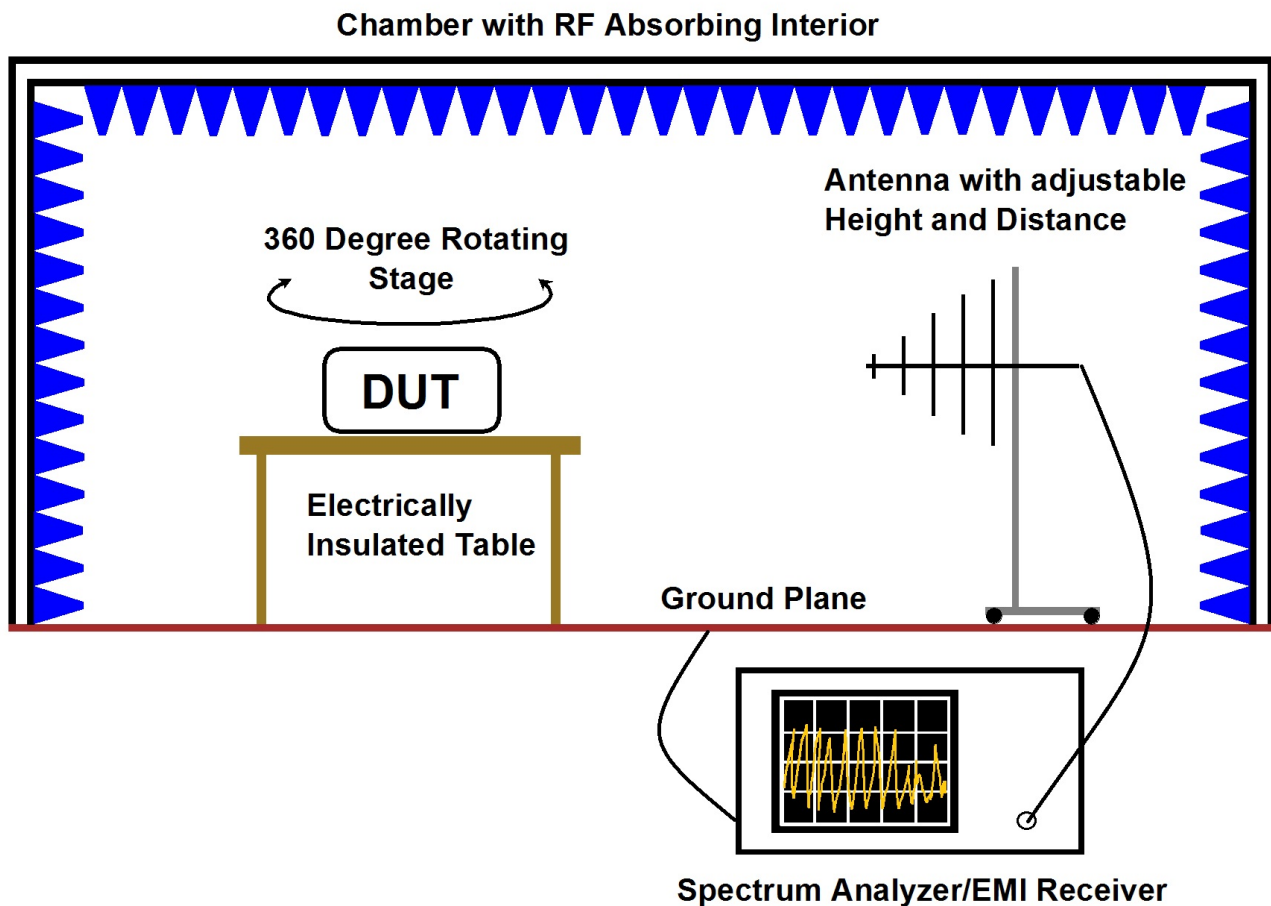 Chamber with RF Absorbing Interior
Antenna with adjustable
Height and Distance
360 Degree Rotating
Stage
DUT
Electrically
Insulated Table
Ground Plane
Spectrum Analyzer/EMI Receiver